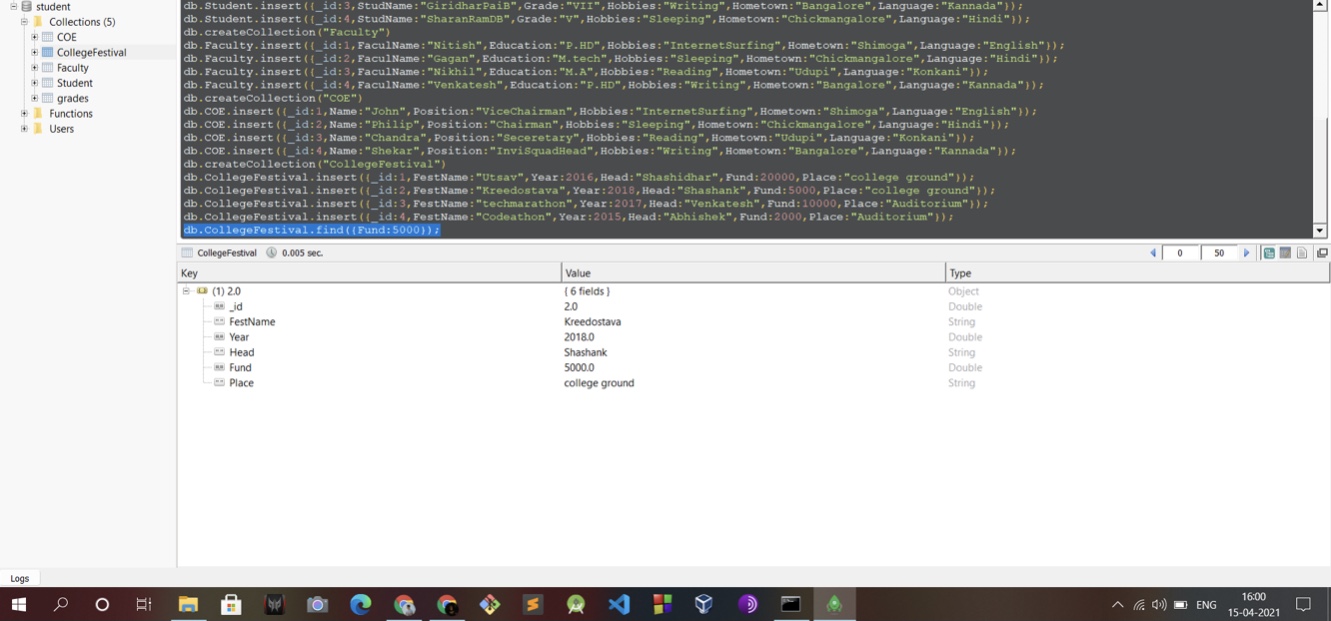 student
Collections (5)
COE
CollegeFestival
Faculty
Student
grades
Functions
Users
db.Student.insert({_id:3,StudName:"GiridharPaiB",Grade:"VII",Hobbies:"Writing",Hometown:"Bangalore",Language:"Kannada"});
db.Student.insert({_id:4,StudName:"SharanRamDB",Grade:"V",Hobbies:"Sleeping",Hometown:"Chickmangalore",Language:"Hindi"});
db.createCollection("Faculty")
db.Faculty.insert({_id:1,FaculName:"Nitish",Education:"P.HD",Hobbies:"InternetSurfing",Hometown:"Shimoga",Language:"English"});
db.Faculty.insert({_id:2,FaculName:"Gagan",Education:"M.tech",Hobbies:"Sleeping",Hometown:"Chickmangalore",Language:"Hindi"});
db.Faculty.insert({_id:3,FaculName:"Nikhil",Education:"M.A",Hobbies:"Reading",Hometown:"Udupi",Language:"Konkani"});
db.Faculty.insert({_id:4,FaculName:"Venkatesh",Education:"P.HD",Hobbies:"Writing",Hometown:"Bangalore",Language:"Kannada"});
db.createCollection("COE")
db.COE.insert({_id:1,Name:"John",Position:"ViceChairman",Hobbies:"InternetSurfing",Hometown:"Shimoga",Language:"English"});
db.COE.insert({_id:2,Name:"Philip",Position:"Chairman",Hobbies:"Sleeping",Hometown:"Chickmangalore",Language:"Hindi"});
db.COE.insert({_id:3,Name:"Chandra",Position:"Seceretary",Hobbies:"Reading",Hometown:"Udupi",Language:"Konkani"});
db.COE.insert({_id:4,Name:"Shekar",Position:"InviSquadHead",Hobbies:"Writing",Hometown:"Bangalore",Language:"Kannada"});
db.createCollection("CollegeFestival")
db.CollegeFestival.insert({_id:1,FestName:"Utsav",Year:2016,Head:"Shashidhar",Fund:20000,Place:"college ground"});
db.CollegeFestival.insert({_id:2,FestName:"Kreedostava",Year:2018,Head:"Shashank",Fund:5000,Place:"college ground"});
db.CollegeFestival.insert({_id:3,FestName:"techmarathon",Year:2017,Head:"Venkatesh",Fund:10000,Place:"Auditorium"});
db.CollegeFestival.insert({_id:4,FestName:"Codeathon",Year:2015,Head:"Abhishek",Fund:2000,Place:"Auditorium"});
db.CollegeFestival.find({Fund:5000});
CollegeFestival 0.005 sec. 0 50
Key Value Type
(1) 2.0 { 6 fields } Object
_id 2.0 Double
FestName Kreedostava String
Year 2018.0 Double
Head Shashank String
Fund 5000.0 Double
Place college ground String
Logs
ENG 16:00
15-04-2021